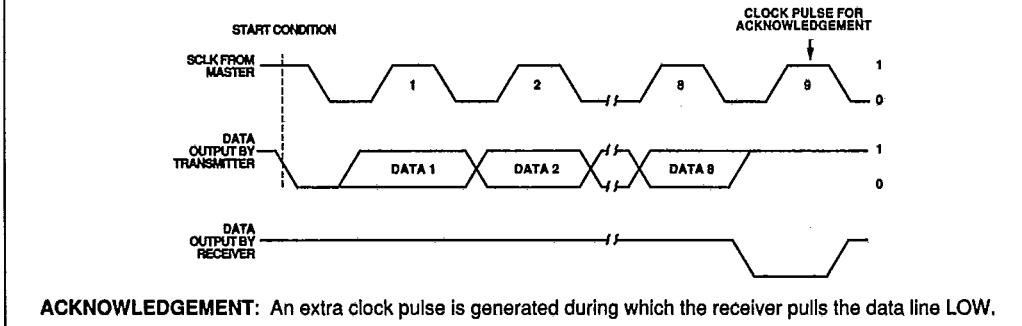 CLOCK PULSE FOR
ACKNOWLEDGEMENT
START CONDITION
SCLK FROM
MASTER
1
2
8
9
1
0
DATA
OUTPUT BY
TRANSMITTER
DATA 1
DATA 2
DATA 8
1
0
DATA
OUTPUT BY
RECEIVER
ACKNOWLEDGEMENT: An extra clock pulse is generated during which the receiver pulls the data line LOW.